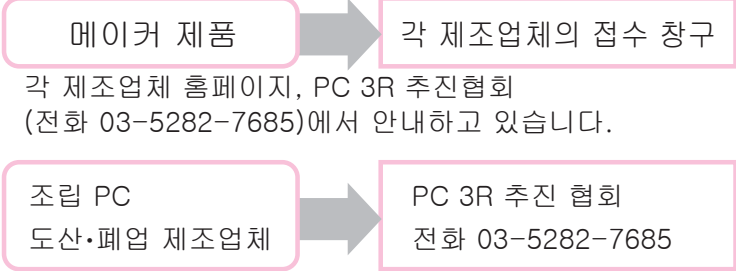 메이커 제품
각 제조업체의 접수 창구
각 제조업체 홈페이지, PC 3R 추진협회
(전화 03-5282-7685)에서 안내하고 있습니다.
조립 PC
도산•폐업 제조업체
PC 3R 추진 협회
전화 03-5282-7685